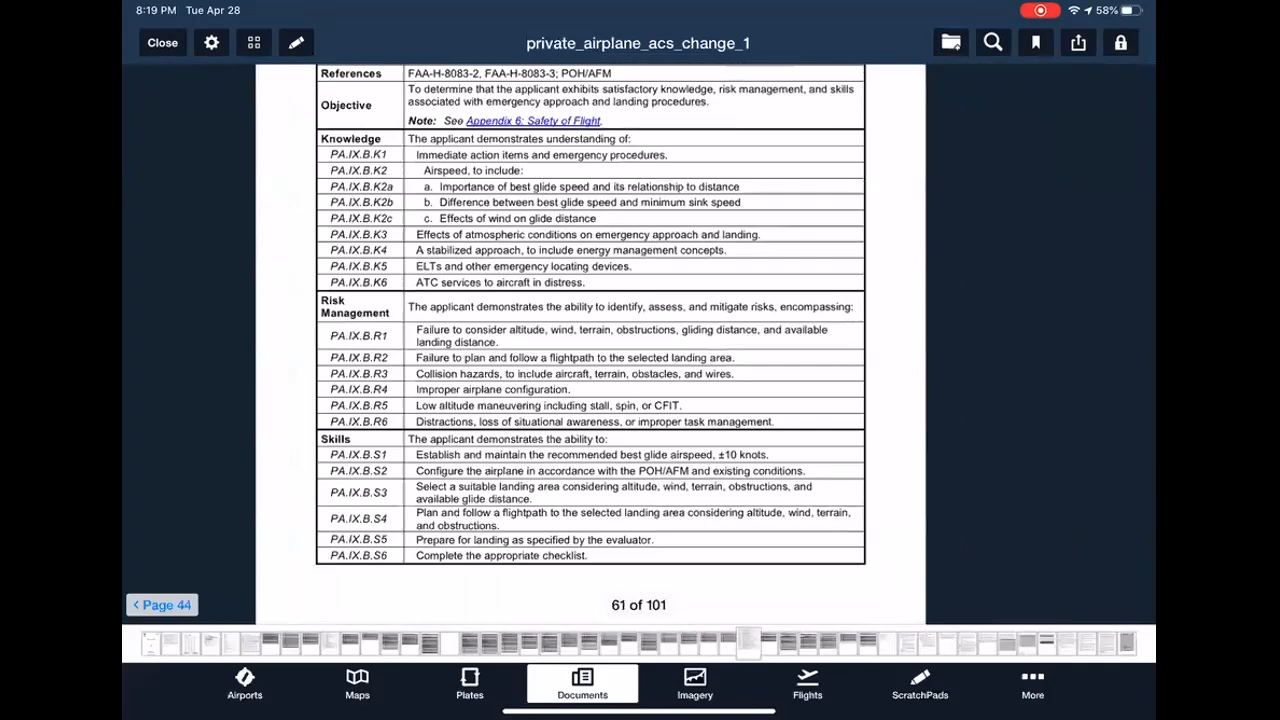 8:19 PM Tue Apr 28
58%
Close
private_airplane_acs_change_1
References FAA-H-8083-2, FAA-H-8083-3; POH/AFM
Objective
To determine that the applicant exhibits satisfactory knowledge, risk management, and skills
associated with emergency approach and landing procedures.
Note: See Appendix 6: Safety of Flight.
Knowledge The applicant demonstrates understanding of:
PA.IX.B.K1 Immediate action items and emergency procedures.
PA.IX.B.K2 Airspeed, to include:
PA.IX.B.K2a a. Importance of best glide speed and its relationship to distance
PA.IX.B.K2b b. Difference between best glide speed and minimum sink speed
PA.IX.B.K2c c. Effects of wind on glide distance
PA.IX.B.K3 Effects of atmospheric conditions on emergency approach and landing.
PA.IX.B.K4 A stabilized approach, to include energy management concepts.
PA.IX.B.K5 ELTs and other emergency locating devices.
PA.IX.B.K6 ATC services to aircraft in distress.
Risk
Management
The applicant demonstrates the ability to identify, assess, and mitigate risks, encompassing:
PA.IX.B.R1
Failure to consider altitude, wind, terrain, obstructions, gliding distance, and available
landing distance.
PA.IX.B.R2 Failure to plan and follow a flightpath to the selected landing area.
PA.IX.B.R3 Collision hazards, to include aircraft, terrain, obstacles, and wires.
PA.IX.B.R4 Improper airplane configuration.
PA.IX.B.R5 Low altitude maneuvering including stall, spin, or CFIT.
PA.IX.B.R6 Distractions, loss of situational awareness, or improper task management.
Skills The applicant demonstrates the ability to:
PA.IX.B.S1 Establish and maintain the recommended best glide airspeed, ±10 knots.
PA.IX.B.S2 Configure the airplane in accordance with the POH/AFM and existing conditions.
PA.IX.B.S3
Select a suitable landing area considering altitude, wind, terrain, obstructions, and
available glide distance.
PA.IX.B.S4
Plan and follow a flightpath to the selected landing area considering altitude, wind, terrain,
and obstructions.
PA.IX.B.S5 Prepare for landing as specified by the evaluator.
PA.IX.B.S6 Complete the appropriate checklist.
< Page 44
61 of 101
Airports Maps Plates Documents Imagery Flights ScratchPads More